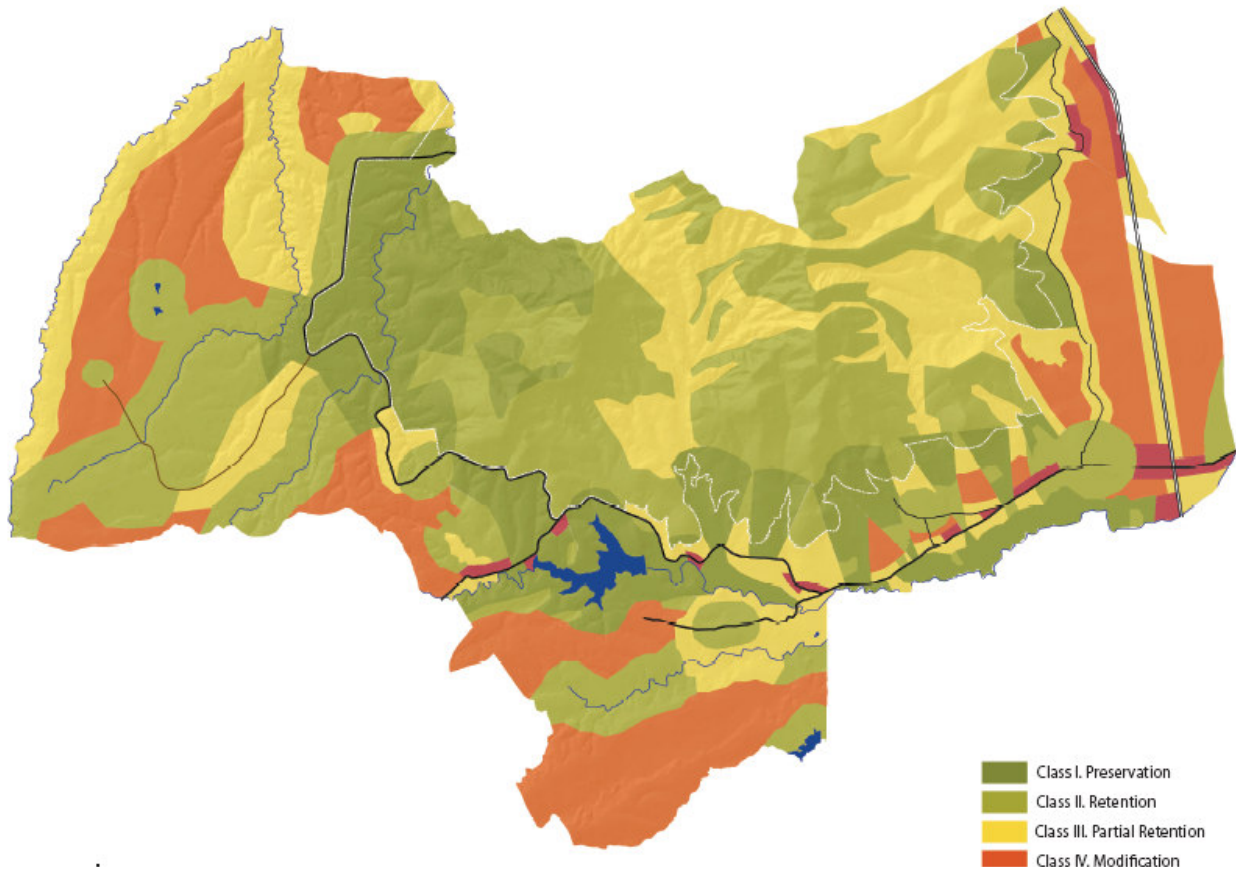 Class I. Preservation
Class II. Retention
Class III. Partial Retention
Class IV. Modification